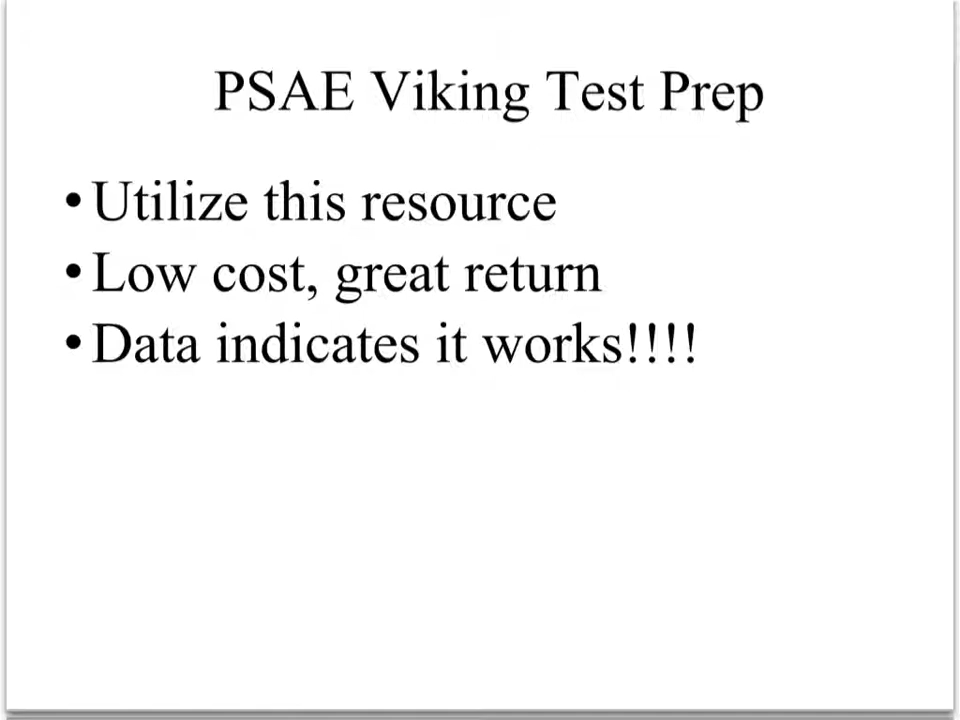 PSAE Viking Test Prep
• Utilize this resource
• Low cost, great return
• Data indicates it works!!!!